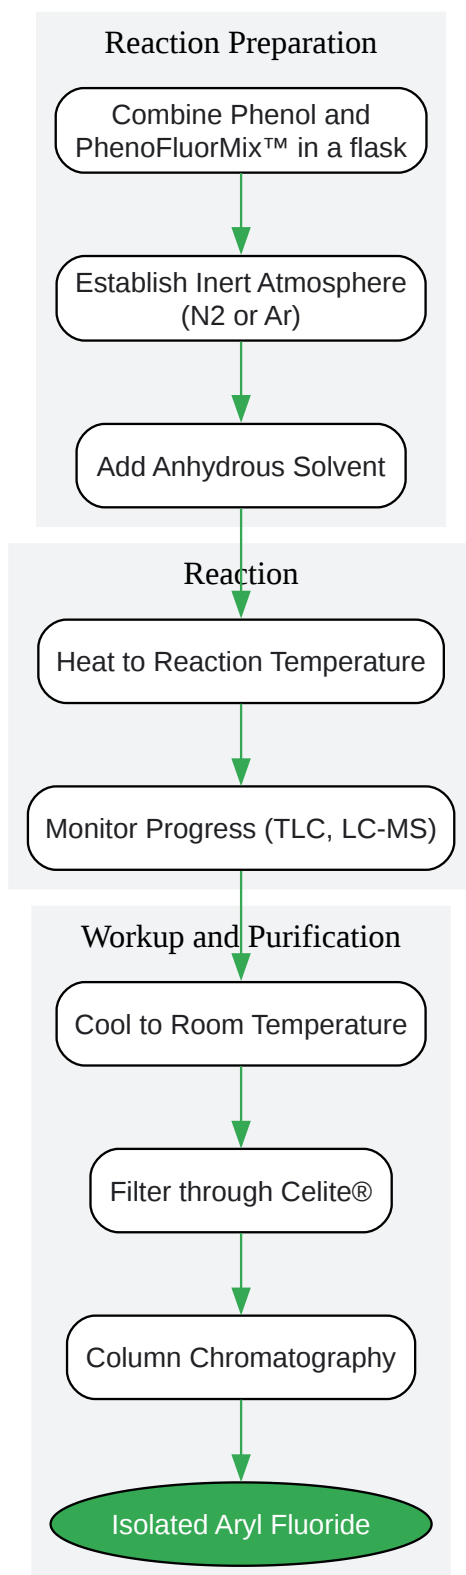 Reaction Preparation
Combine Phenol and
PhenoFluorMix™ in a flask
Establish Inert Atmosphere
(N2 or Ar)
Add Anhydrous Solvent
Reaction
Heat to Reaction Temperature
Monitor Progress (TLC, LC-MS)
Workup and Purification
Cool to Room Temperature
Filter through Celite®
Column Chromatography
Isolated Aryl Fluoride